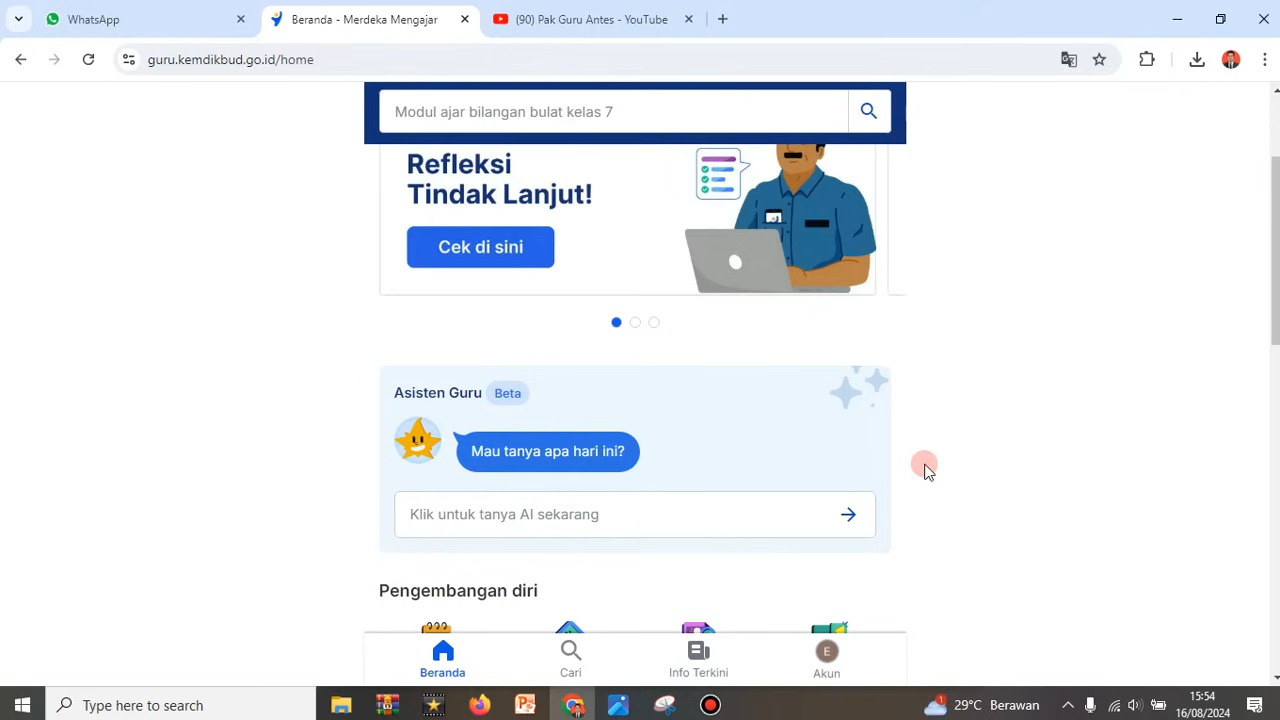 WhatsApp
Beranda - Merdeka Mengajar
(90) Pak Guru Antes - YouTube
guru.kemdikbud.go.id/home
Modul ajar bilangan bulat kelas 7
Refleksi
Tindak Lanjut!
Cek di sini
Asisten Guru Beta
Mau tanya apa hari ini?
Klik untuk tanya AI sekarang
Pengembangan diri
Beranda
Cari
Info Terkini
E
Akun
Type here to search
1
29°C Berawan
15:54
16/08/2024